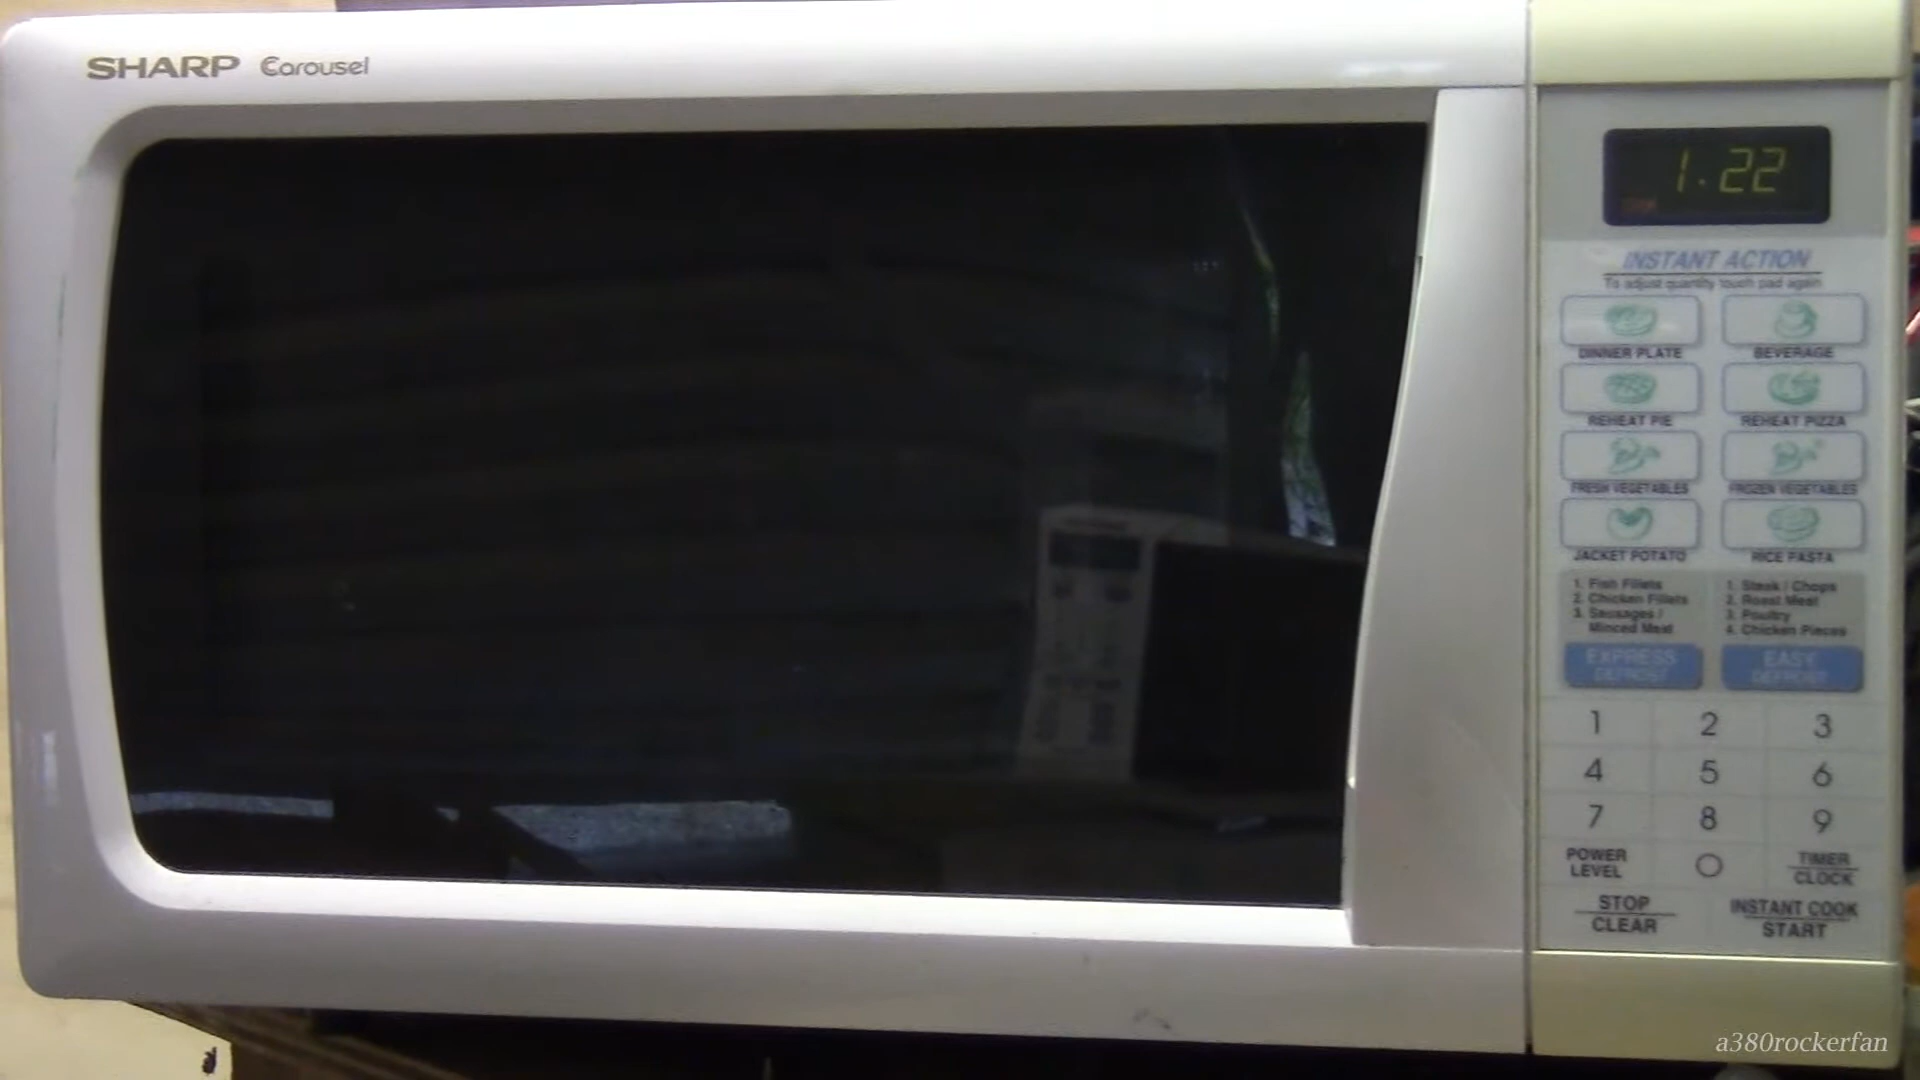 SHARP Carousel
1.22
INSTANT ACTION
To adjust quantity touch pad again
DINNER PLATE
BEVERAGE
REHEAT PIE
REHEAT PIZZA
FRESH VEGETABLES
FROZEN VEGETABLES
JACKET POTATO
RICE PASTA
1. Fish Fillets
2. Chicken Fillets
3. Sausages /
Minced Meat
1. Steak / Chops
2. Roast Meat
3. Poultry
4. Chicken Pieces
EXPRESS
DEFROST
EASY
DEFROST
1 2 3
4 5 6
7 8 9
POWER
LEVEL
0
TIMER
CLOCK
STOP
CLEAR
INSTANT COOK
START
a380rockerfan